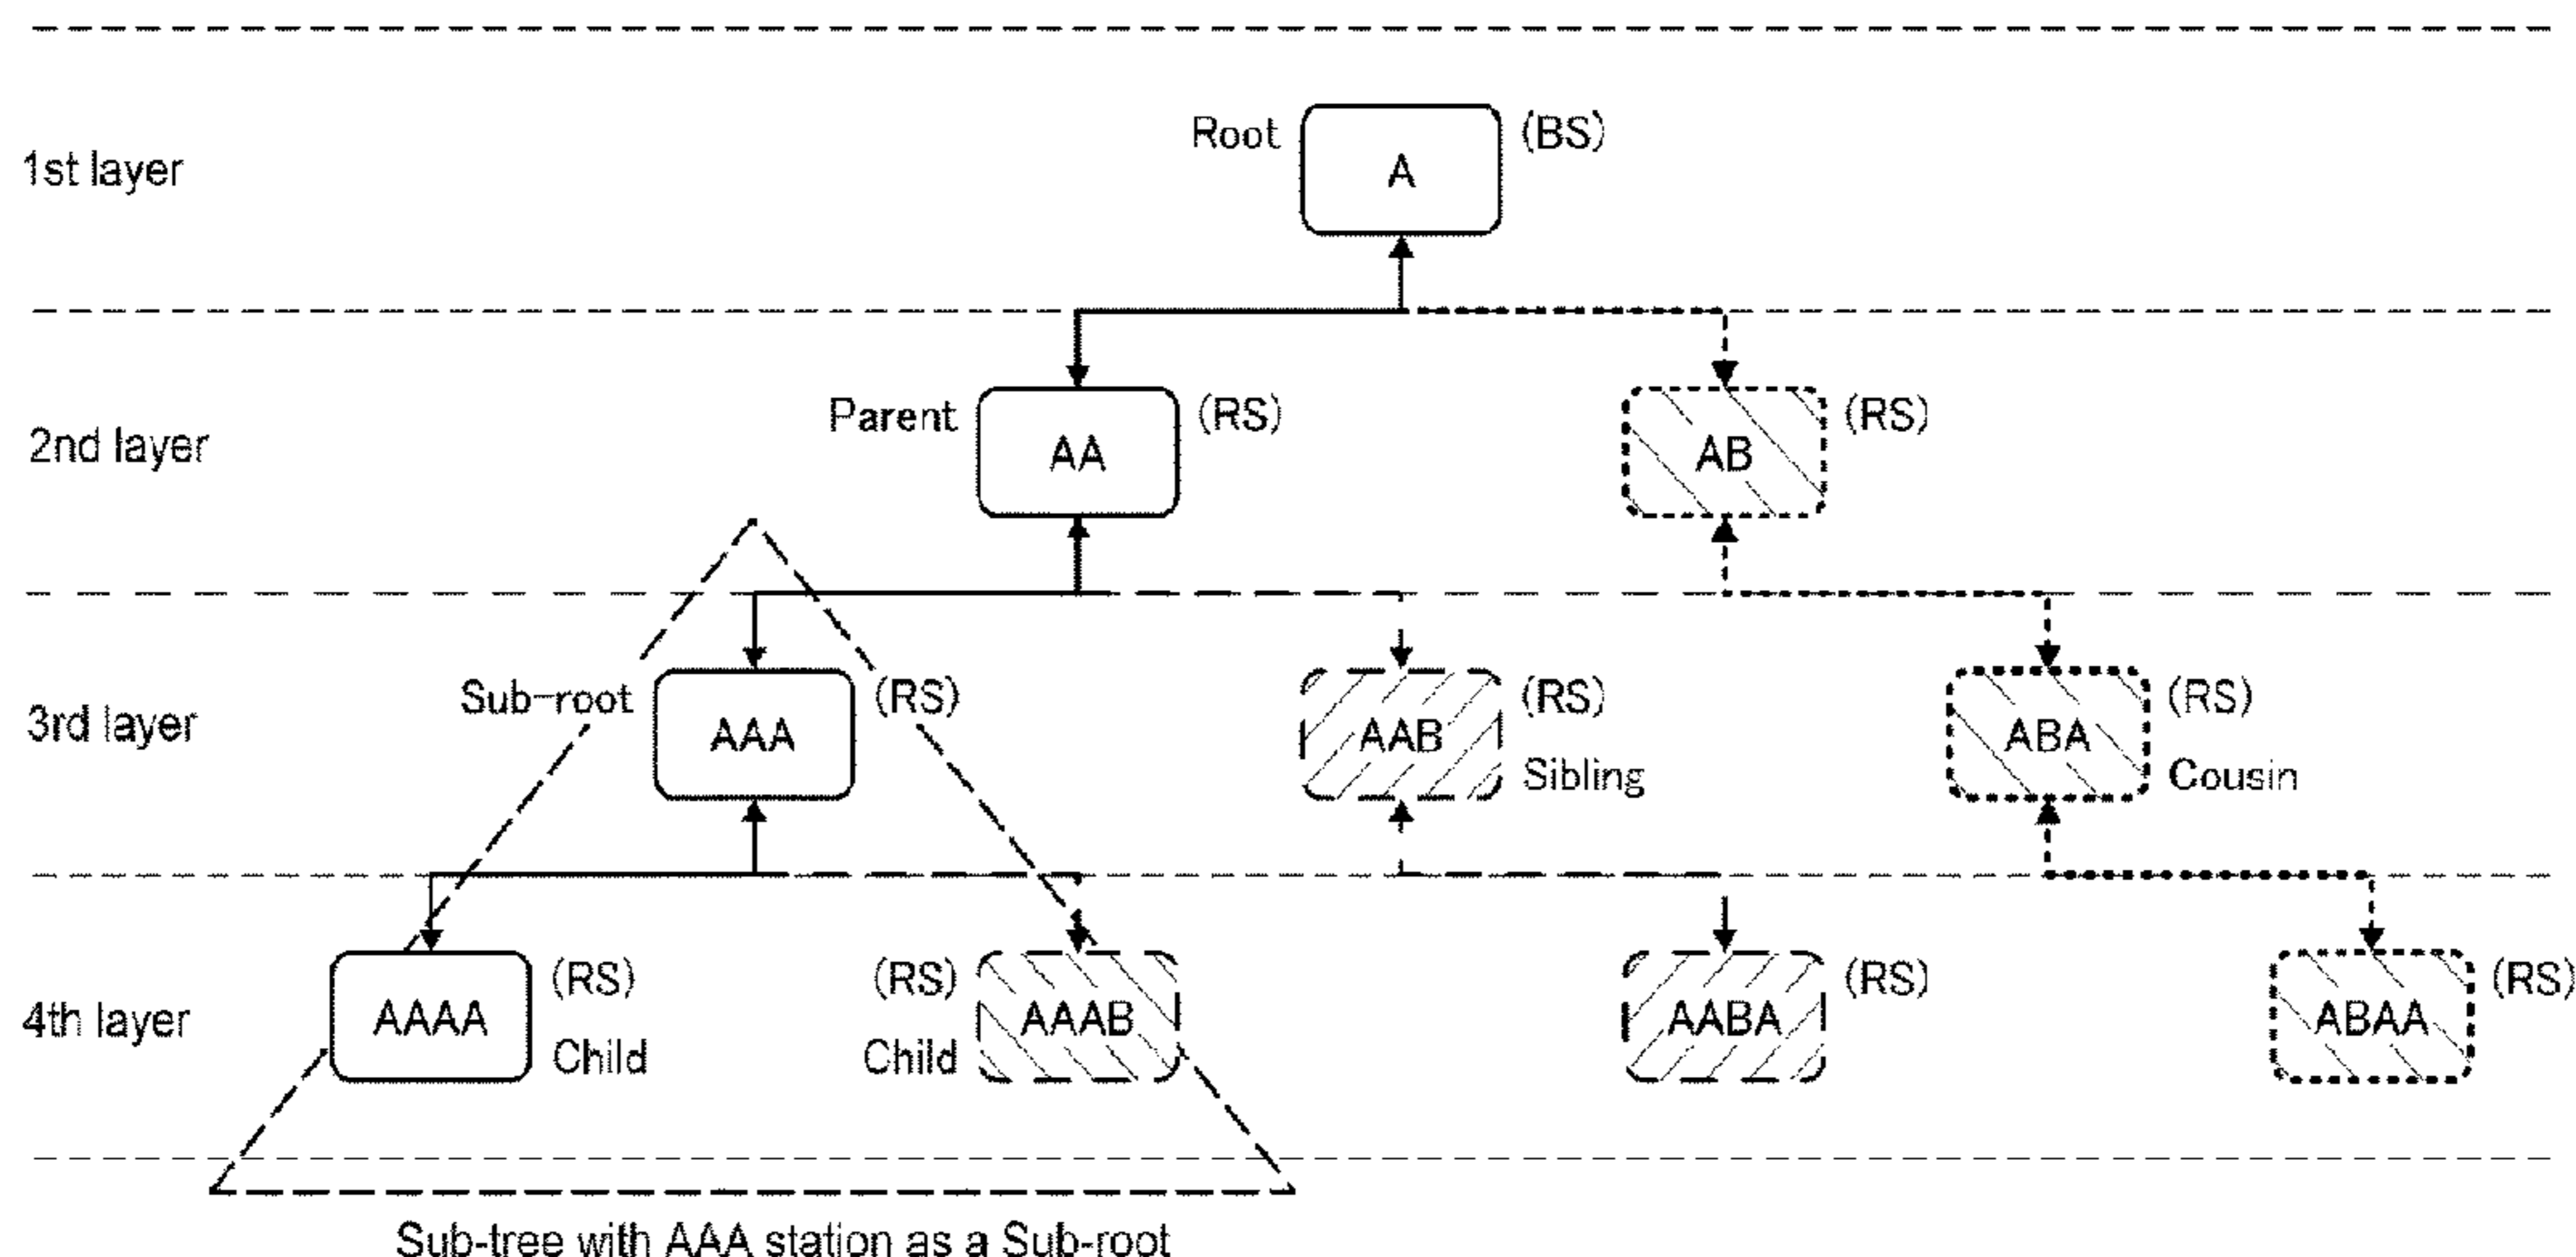 1st layer
Root
A
(BS)
2nd layer
Parent
AA
(RS)
AB
(RS)
3rd layer
Sub-root
AAA
(RS)
AAB
(RS)
Sibling
ABA
(RS)
Cousin
4th layer
AAAA
(RS)
Child
(RS)
Child
AAAB
AABA
(RS)
ABAA
(RS)
Sub-tree with AAA station as a Sub-root